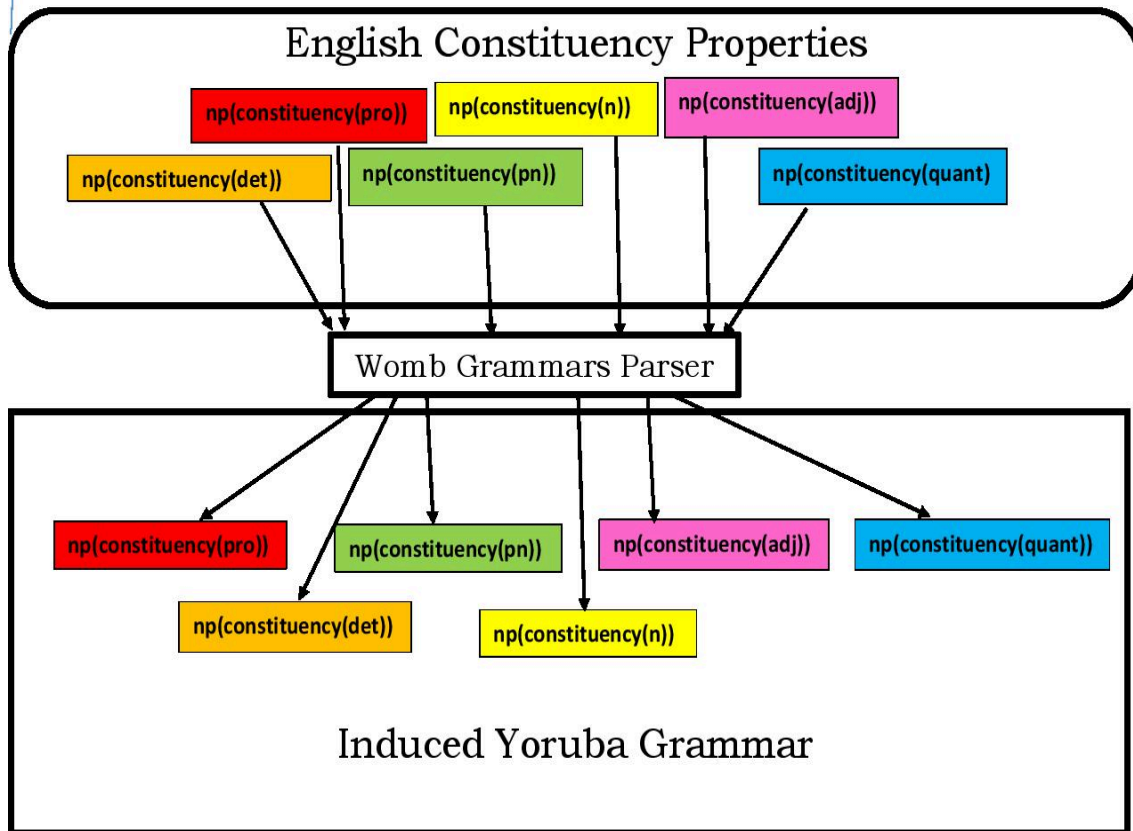 English Constituency Properties
np(constituency(pro))
np(constituency(n))
np(constituency(adj))
np(constituency(det))
np(constituency(pn))
np(constituency(quant)
Womb Grammars Parser
np(constituency(pro))
np(constituency(pn))
np(constituency(adj))
np(constituency(quant))
np(constituency(det))
np(constituency(n))
Induced Yoruba Grammar